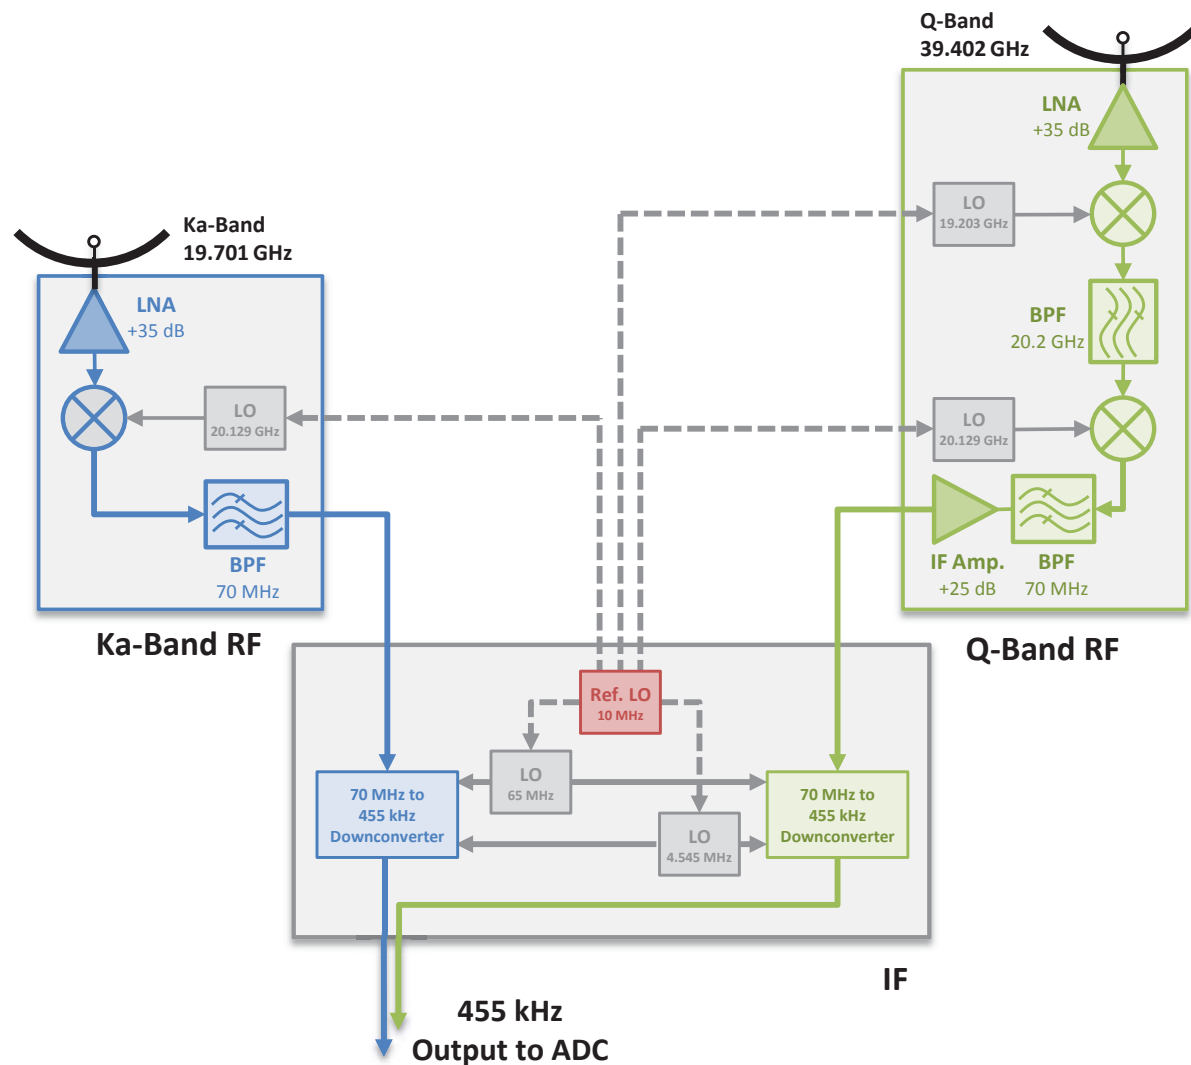 Q-Band
39.402 GHz
LNA
+35 dB
LO
19.203 GHz
BPF
20.2 GHz
LO
20.129 GHz
IF Amp.
+25 dB
BPF
70 MHz
Q-Band RF
Ka-Band
19.701 GHz
LNA
+35 dB
LO
20.129 GHz
BPF
70 MHz
Ka-Band RF
Ref. LO
10 MHz
LO
65 MHz
LO
4.545 MHz
70 MHz to
455 kHz
Downconverter
70 MHz to
455 kHz
Downconverter
IF
455 kHz
Output to ADC